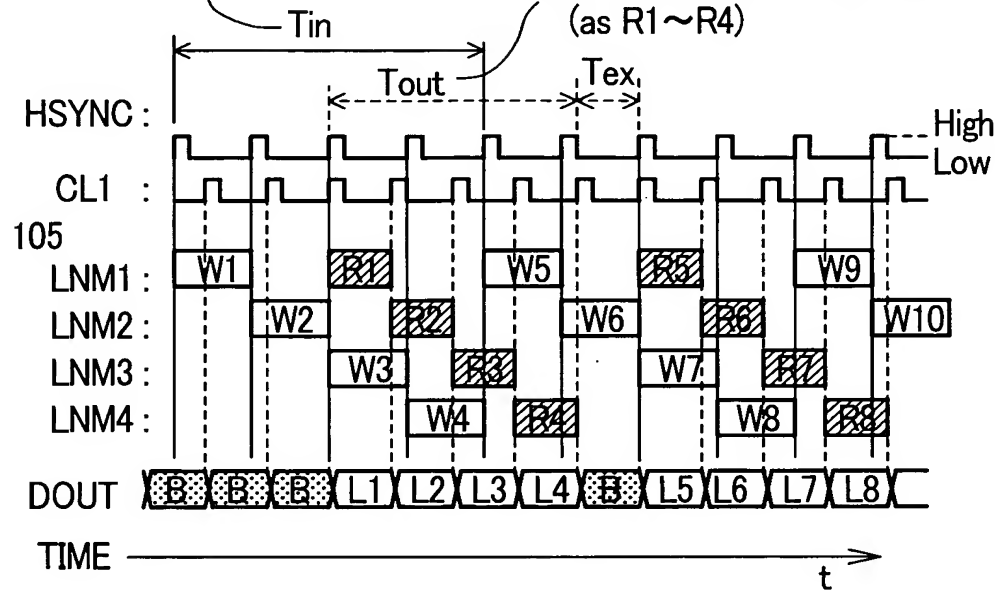 Tin
(as R1~R4)
Tout
Tex
HSYNC :
High
Low
CL1 :
105
LNM1 : W1 R1 W5 R5 W9
LNM2 : W2 R2 W6 R6 W10
LNM3 : W3 R3 W7 R7
LNM4 : W4 R4 W8 R8
DOUT B B B L1 L2 L3 L4 B L5 L6 L7 L8
TIME
t